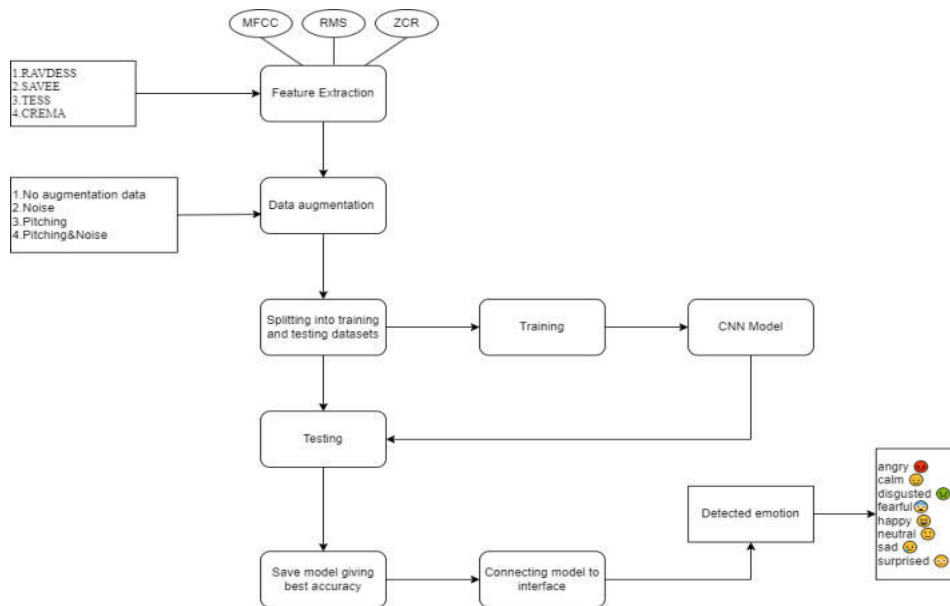 MFCC
RMS
ZCR
1.RAVDESS
2.SAVEE
3.TESS
4.CREMA
Feature Extraction
1.No augmentation data
2.Noise
3.Pitching
4.Pitching&Noise
Data augmentation
Splitting into training
and testing datasets
Training
CNN Model
Testing
Save model giving
best accuracy
Connecting model to
interface
Detected emotion
angry 😡
calm 😑
disgusted 🤢
fearful😨
happy 😄
neutral 😐
sad 🙁
surprised 😳